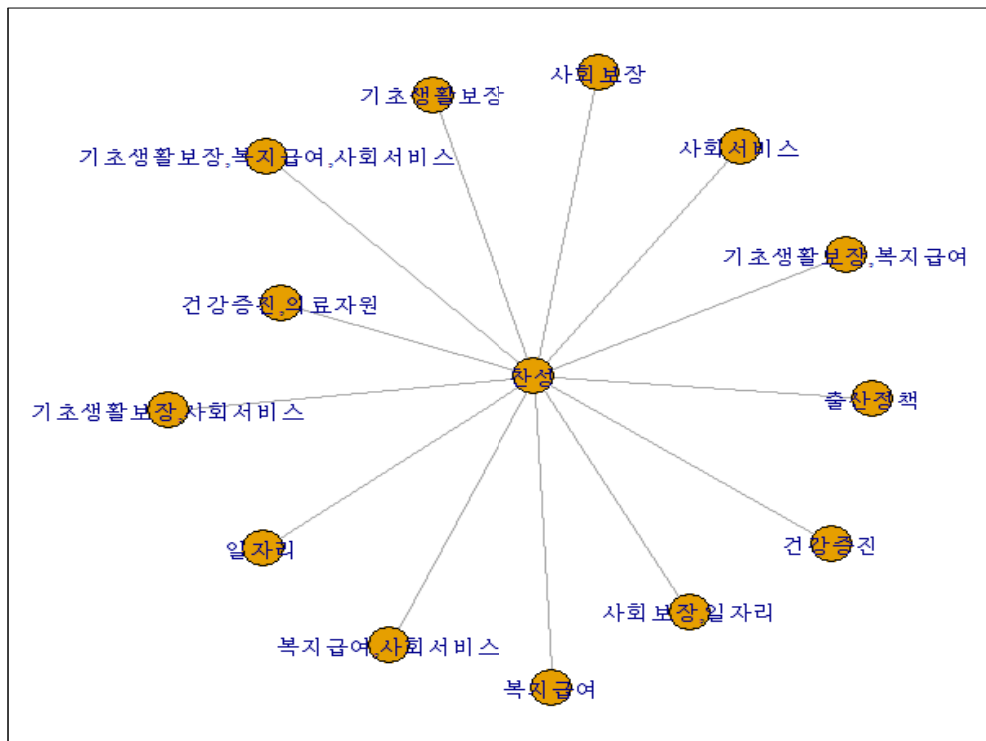 사회보장
기초생활보장
사회서비스
기초생활보장,복지급여,사회서비스
기초생활보장,복지급여
건강증진,의료자원
찬성
출산정책
기초생활보장,사회서비스
일자리
건강증진
사회보장,일자리
복지급여,사회서비스
복지급여